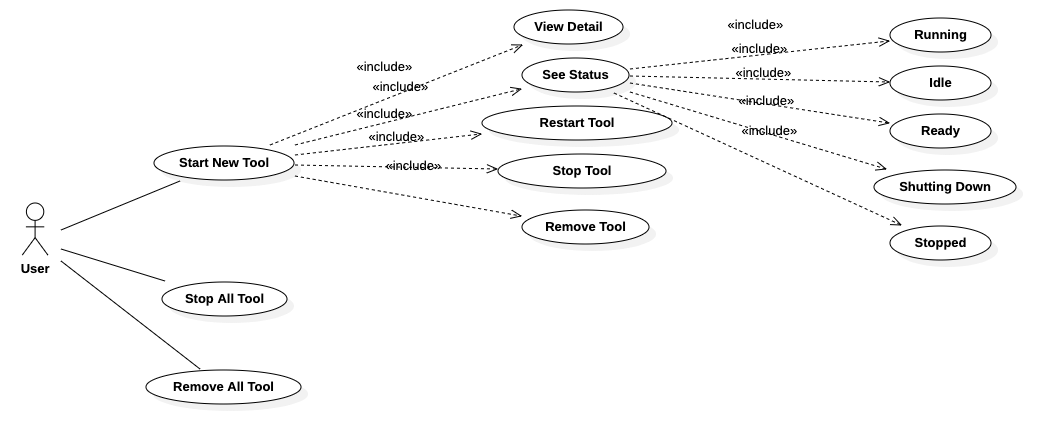 View Detail
«include»
Running
«include»
«include»
See Status
«include»
Idle
«include»
«include»
«include»
Restart Tool
Ready
«include»
«include»
Start New Tool
«include»
Stop Tool
Shutting Down
Remove Tool
Stopped
User
Stop All Tool
Remove All Tool